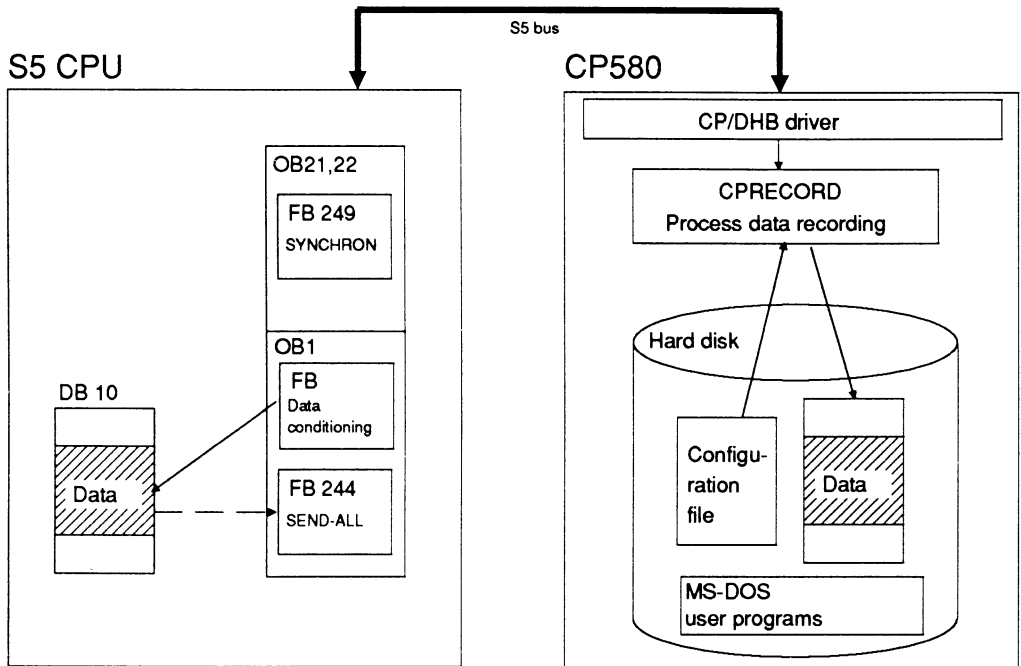 S5 bus
S5 CPU
OB21,22
FB 249
SYNCHRON
OB1
FB
Data
conditioning
DB 10
Data
FB 244
SEND-ALL
CP580
CP/DHB driver
CPRECORD
Process data recording
Hard disk
Configu-
ration
file
Data
MS-DOS
user programs